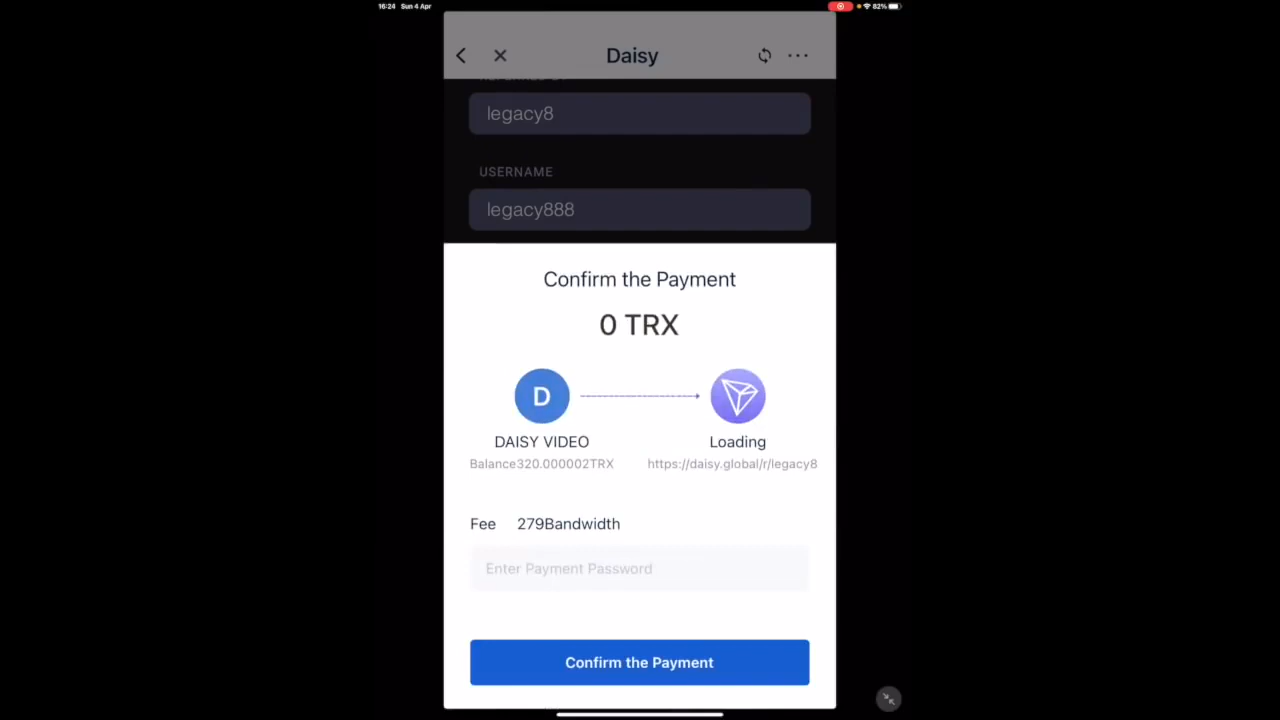 16:24 Sun 4 Apr
82%
Daisy
legacy8
USERNAME
legacy888
Confirm the Payment
0 TRX
D
DAISY VIDEO
Loading
Balance320.000002TRX
https://daisy.global/r/legacy8
Fee 279Bandwidth
Enter Payment Password
Confirm the Payment